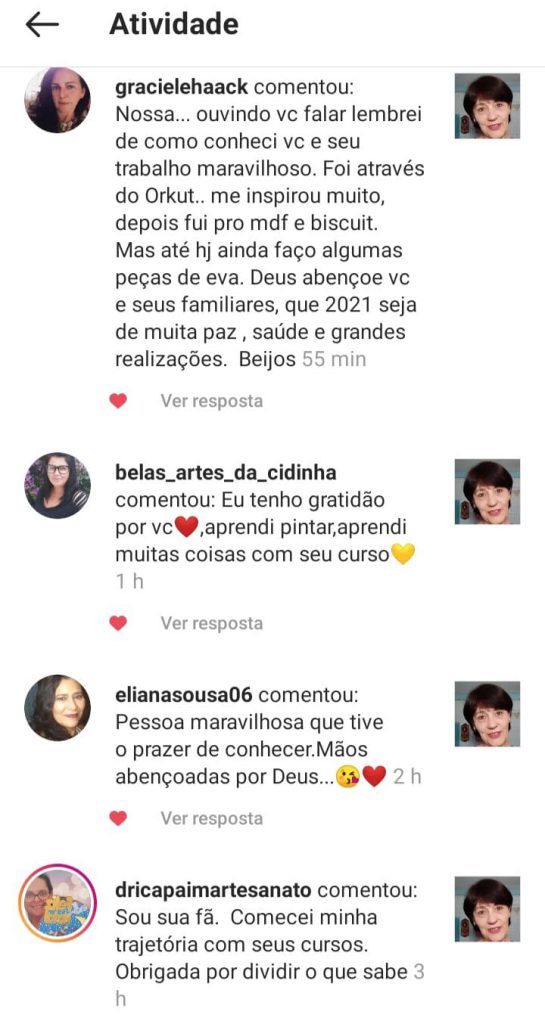 Atividade
gracielehaack comentou:
Nossa... ouvindo vc falar lembrei
de como conheci vc e seu
trabalho maravilhoso. Foi através
do Orkut.. me inspirou muito,
depois fui pro mdf e biscuit.
Mas até hj ainda faço algumas
peças de eva. Deus abençoe vc
e seus familiares, que 2021 seja
de muita paz , saúde e grandes
realizações.  Beijos 55 min
Ver resposta
belas_artes_da_cidinha
comentou: Eu tenho gratidão
por vc❤️,aprendi pintar,aprendi
muitas coisas com seu curso💛
1 h
Ver resposta
elianasousa06 comentou:
Pessoa maravilhosa que tive
o prazer de conhecer.Mãos
abençoadas por Deus...😘❤️ 2 h
Ver resposta
dricapaimartesanato comentou:
Sou sua fã.  Comecei minha
trajetória com seus cursos.
Obrigada por dividir o que sabe 3
h